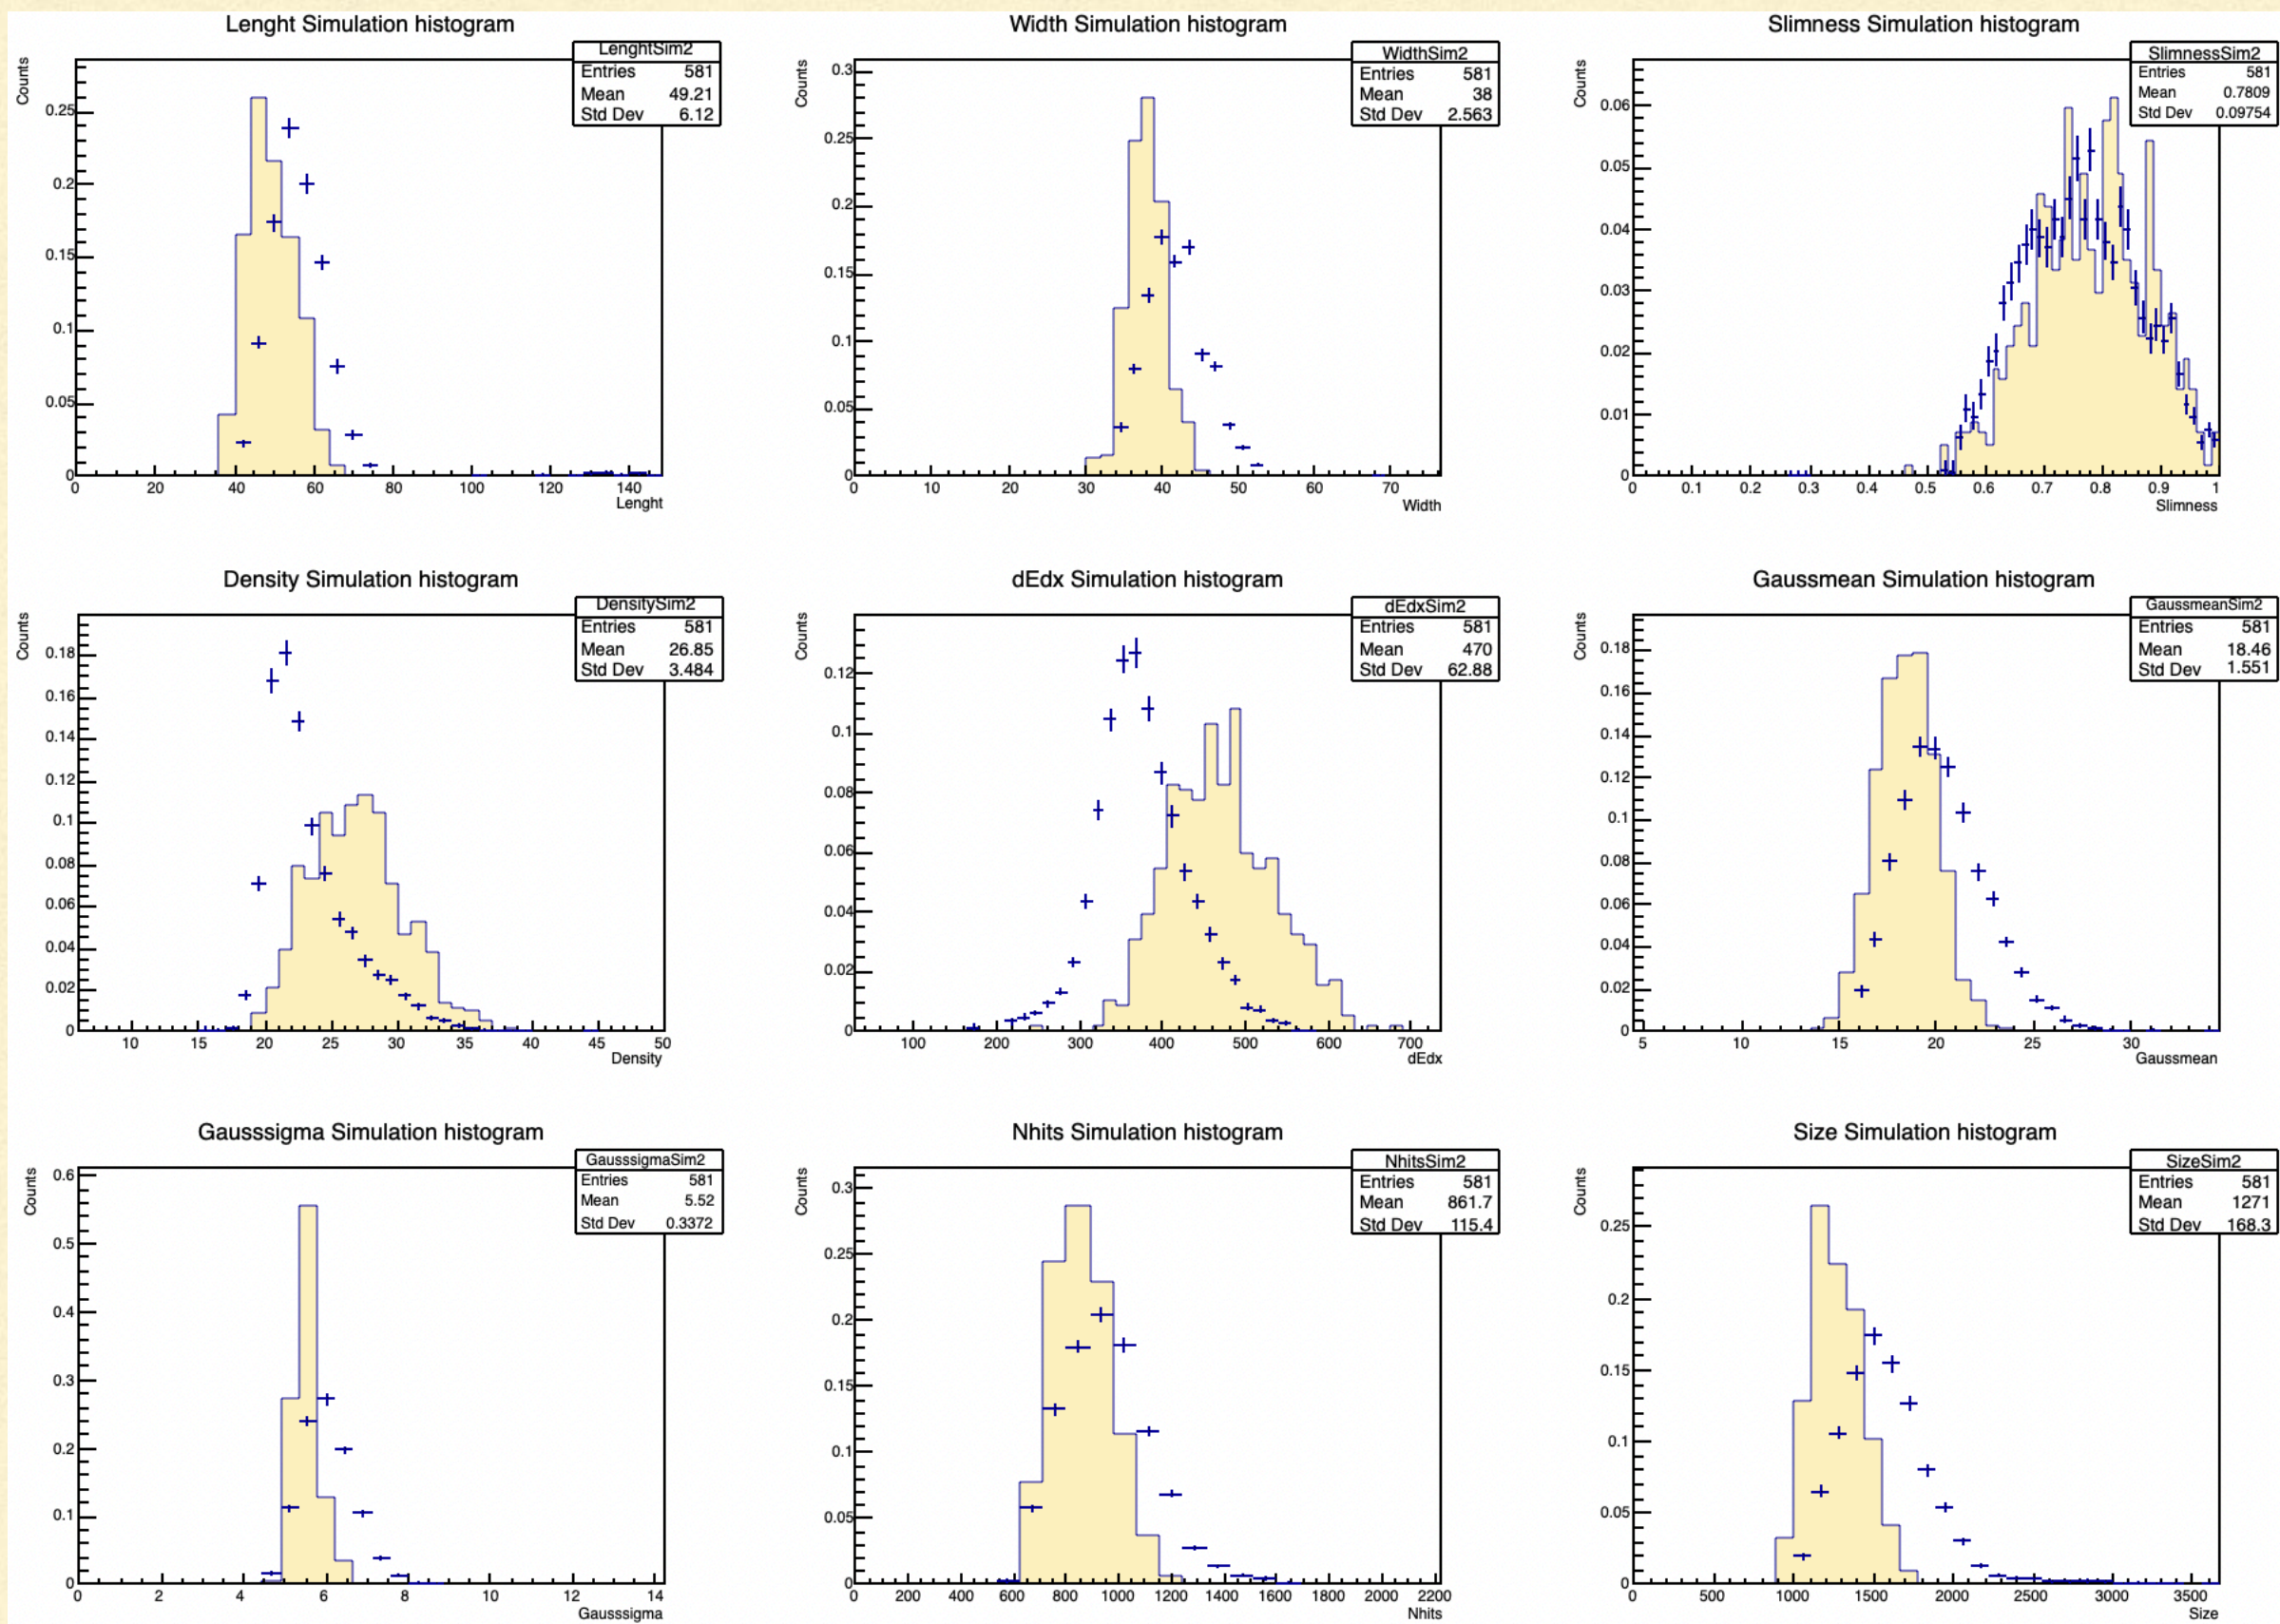 Lenght Simulation histogram
Counts
LenghtSim2
Entries 581
Mean 49.21
Std Dev 6.12
0.25
0.2
0.15
0.1
0.05
0
0 20 40 60 80 100 120 140
Lenght
Width Simulation histogram
Counts
WidthSim2
Entries 581
Mean 38
Std Dev 2.563
0.3
0.25
0.2
0.15
0.1
0.05
0
0 10 20 30 40 50 60 70
Width
Slimness Simulation histogram
Counts
SlimnessSim2
Entries 581
Mean 0.7809
Std Dev 0.09754
0.06
0.05
0.04
0.03
0.02
0.01
0
0 0.1 0.2 0.3 0.4 0.5 0.6 0.7 0.8 0.9 1
Slimness
Density Simulation histogram
Counts
DensitySim2
Entries 581
Mean 26.85
Std Dev 3.484
0.18
0.16
0.14
0.12
0.1
0.08
0.06
0.04
0.02
0
10 15 20 25 30 35 40 45 50
Density
dEdx Simulation histogram
Counts
dEdxSim2
Entries 581
Mean 470
Std Dev 62.88
0.12
0.1
0.08
0.06
0.04
0.02
0
100 200 300 400 500 600 700
dEdx
Gaussmean Simulation histogram
Counts
GaussmeanSim2
Entries 581
Mean 18.46
Std Dev 1.551
0.18
0.16
0.14
0.12
0.1
0.08
0.06
0.04
0.02
0
5 10 15 20 25 30
Gaussmean
Gausssigma Simulation histogram
Counts
GausssigmaSim2
Entries 581
Mean 5.52
Std Dev 0.3372
0.6
0.5
0.4
0.3
0.2
0.1
0
0 2 4 6 8 10 12 14
Gausssigma
Nhits Simulation histogram
Counts
NhitsSim2
Entries 581
Mean 861.7
Std Dev 115.4
0.3
0.25
0.2
0.15
0.1
0.05
0
0 200 400 600 800 1000 1200 1400 1600 1800 2000 2200
Nhits
Size Simulation histogram
Counts
SizeSim2
Entries 581
Mean 1271
Std Dev 168.3
0.25
0.2
0.15
0.1
0.05
0
0 500 1000 1500 2000 2500 3000 3500
Size